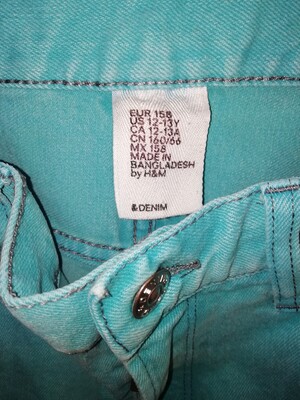 EUR 158
US 12-13Y
CA 12-13A
CN 160/66
MX 158
MADE IN
BANGLADESH
by H&M
&DENIM